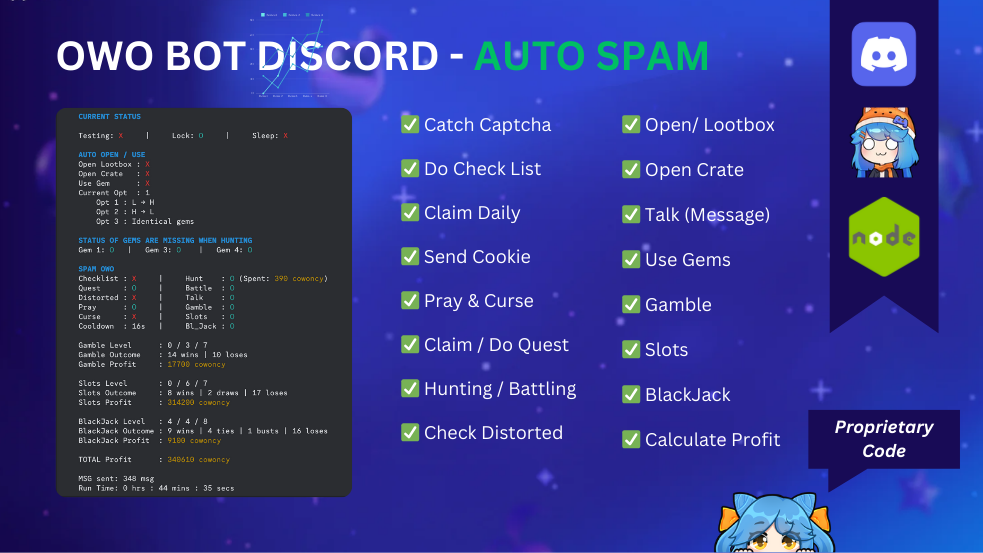 OWO BOT DISCORD - AUTO SPAM
CURRENT STATUS
Testing: X | Lock: O | Sleep: X
AUTO OPEN / USE
Open Lootbox : X
Open Crate : X
Use Gem : X
Current Opt : 1
Opt 1 : L → H
Opt 2 : H → L
Opt 3 : Identical gems
STATUS OF GEMS ARE MISSING WHEN HUNTING
Gem 1: O | Gem 3: O | Gem 4: O
SPAM OWO
Checklist : X | Hunt : O (Spent: 390 cowoncy)
Quest : O | Battle : O
Distorted : X | Talk : O
Pray : O | Gamble : O
Curse : X | Slots : O
Cooldown : 16s | Bl_Jack : O
Gamble Level : 0 / 3 / 7
Gamble Outcome : 14 wins | 10 loses
Gamble Profit : 17700 cowoncy
Slots Level : 0 / 6 / 7
Slots Outcome : 8 wins | 2 draws | 17 loses
Slots Profit : 314200 cowoncy
BlackJack Level : 4 / 4 / 8
BlackJack Outcome : 9 wins | 4 ties | 1 busts | 16 loses
BlackJack Profit : 9100 cowoncy
TOTAL Profit : 340610 cowoncy
MSG sent: 348 msg
Run Time: 0 hrs : 44 mins : 35 secs
✅ Catch Captcha
✅ Do Check List
✅ Claim Daily
✅ Send Cookie
✅ Pray & Curse
✅ Claim / Do Quest
✅ Hunting / Battling
✅ Check Distorted
✅ Open/ Lootbox
✅ Open Crate
✅ Talk (Message)
✅ Use Gems
✅ Gamble
✅ Slots
✅ BlackJack
✅ Calculate Profit
node
Proprietary
Code